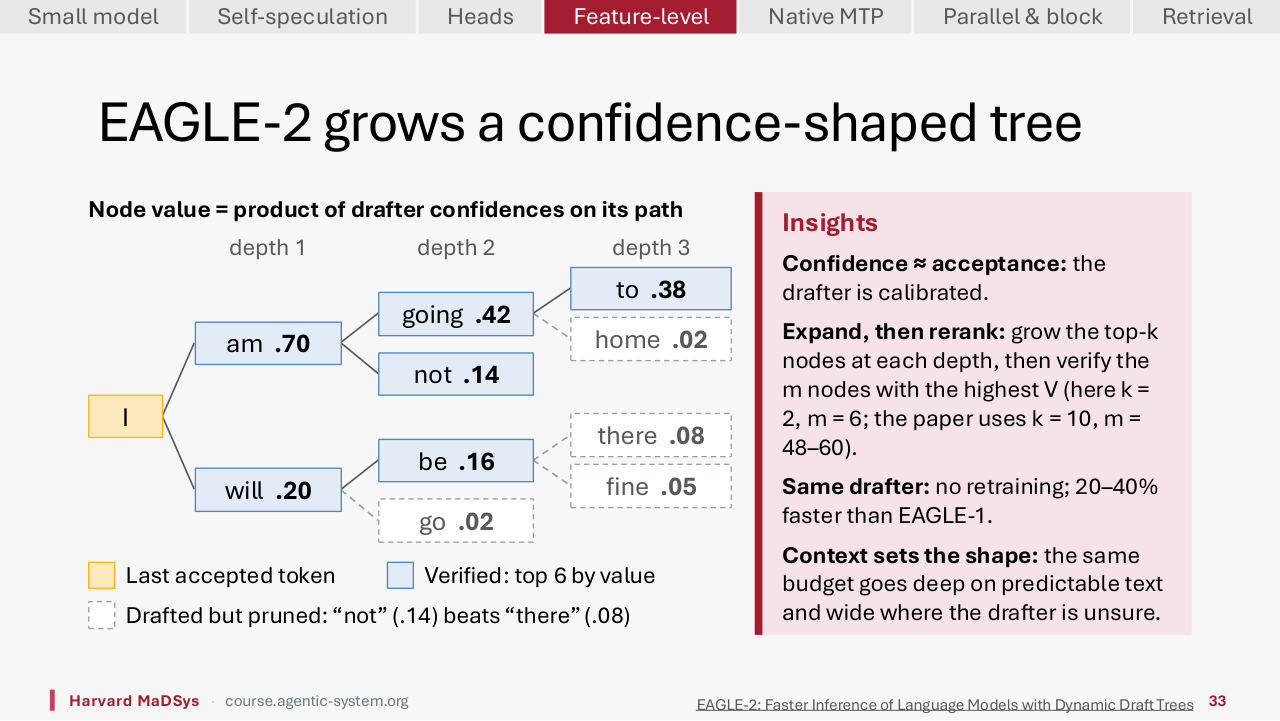 Small model
Self-speculation
Heads
Feature-level
Native MTP
Parallel & block
Retrieval
EAGLE-2 grows a confidence-shaped tree
Node value = product of drafter confidences on its path
depth 1
depth 2
depth 3
I
am .70
will .20
going .42
not .14
be .16
go .02
to .38
home .02
there .08
fine .05
Last accepted token
Verified: top 6 by value
Drafted but pruned: “not” (.14) beats “there” (.08)
Insights
Confidence ≈ acceptance: the
drafter is calibrated.
Expand, then rerank: grow the top-k
nodes at each depth, then verify the
m nodes with the highest V (here k =
2, m = 6; the paper uses k = 10, m =
48–60).
Same drafter: no retraining; 20–40%
faster than EAGLE-1.
Context sets the shape: the same
budget goes deep on predictable text
and wide where the drafter is unsure.
Harvard MaDSys · course.agentic-system.org
EAGLE-2: Faster Inference of Language Models with Dynamic Draft Trees
33